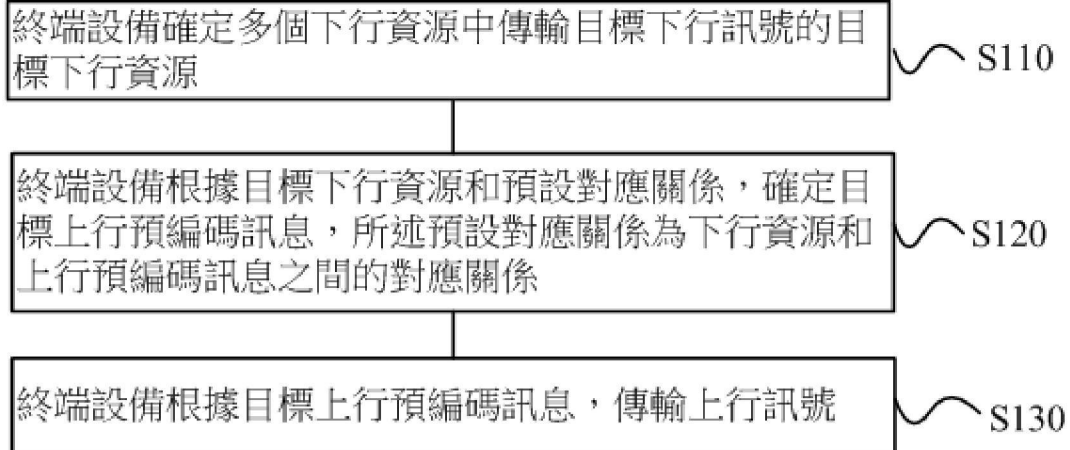 終端設備確定多個下行資源中傳輸目標下行訊號的目
標下行資源
S110
終端設備根據目標下行資源和預設對應關係，確定目
標上行預編碼訊息，所述預設對應關係為下行資源和
上行預編碼訊息之間的對應關係
S120
終端設備根據目標上行預編碼訊息，傳輸上行訊號
S130